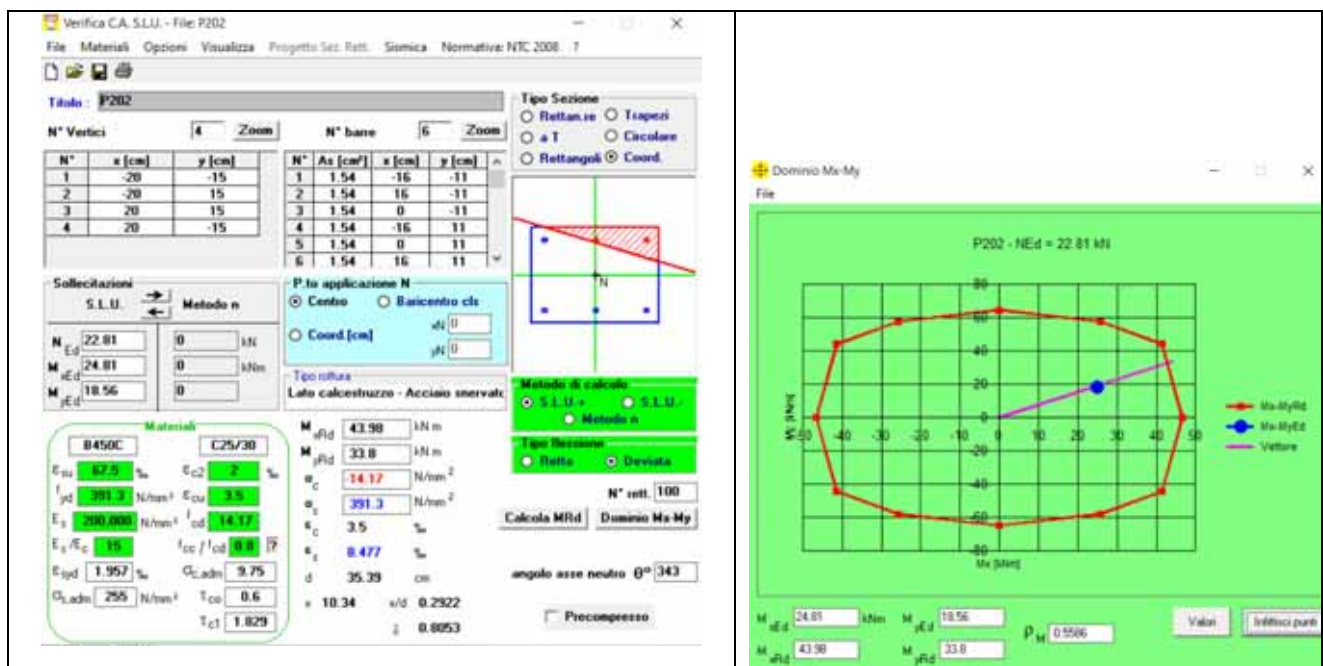 Verifica C.A. S.L.U. - File: P202
File Materiali Opzioni Visualizza Progetto Sez. Rett. Sismica Normativa: NTC 2008 ?
Titolo : P202
N° Vertici 4 Zoom N° barre 6 Zoom
N° x [cm] y [cm]
1 -20 -15
2 -20 15
3 20 15
4 20 -15
N° As [cm²] x [cm] y [cm]
1 1.54 -16 -11
2 1.54 16 -11
3 1.54 0 -11
4 1.54 -16 11
5 1.54 0 11
6 1.54 16 11
Tipo Sezione
Rettan.re Trapezi
a T Circolare
Rettangoli Coord.
N
Sollecitazioni
S.L.U. Metodo n
N Ed 22.81 0 kN
M xEd 24.81 0 kNm
M yEd 18.56 0
P.to applicazione N
Centro Baricentro cls
Coord.[cm] xN 0
yN 0
Tipo rottura
Lato calcestruzzo - Acciaio snervato
Metodo di calcolo
S.L.U.+ S.L.U.-
Metodo n
Tipo flessione
Retta Deviata
N° rett. 100
Calcola MRd Dominio Mx-My
angolo asse neutro θ° 343
Precompresso
Materiali
B450C C25/30
ε su 67.5 ‰ ε c2 2 ‰
f yd 391.3 N/mm² ε cu 3.5
E s 200.000 N/mm² f cd 14.17
E s /E c 15 f cc / f cd 0.8 ?
ε syd 1.957 ‰ σ c,adm 9.75
σ s,adm 255 N/mm² τ co 0.6
τ c1 1.829
M xRd 43.98 kN m
M yRd 33.8 kN m
σ c -14.17 N/mm²
σ s 391.3 N/mm²
ε c 3.5 ‰
ε s 8.477 ‰
d 35.39 cm
x 10.34 x/d 0.2922
δ 0.8053
Dominio Mx-My
File
P202 - NEd = 22.81 kN
80
60
40
20
0
-20
-40
-60
-80
-50 -40 -30 -20 -10 0 10 20 30 40 50
My [kNm]
Mx [kNm]
Mx-MyRd
Mx-MyEd
Vettore
M xEd 24.81 kNm M yEd 18.56
M xRd 43.98 M yRd 33.8
ρ M 0.5586
Valori Infittisci punti